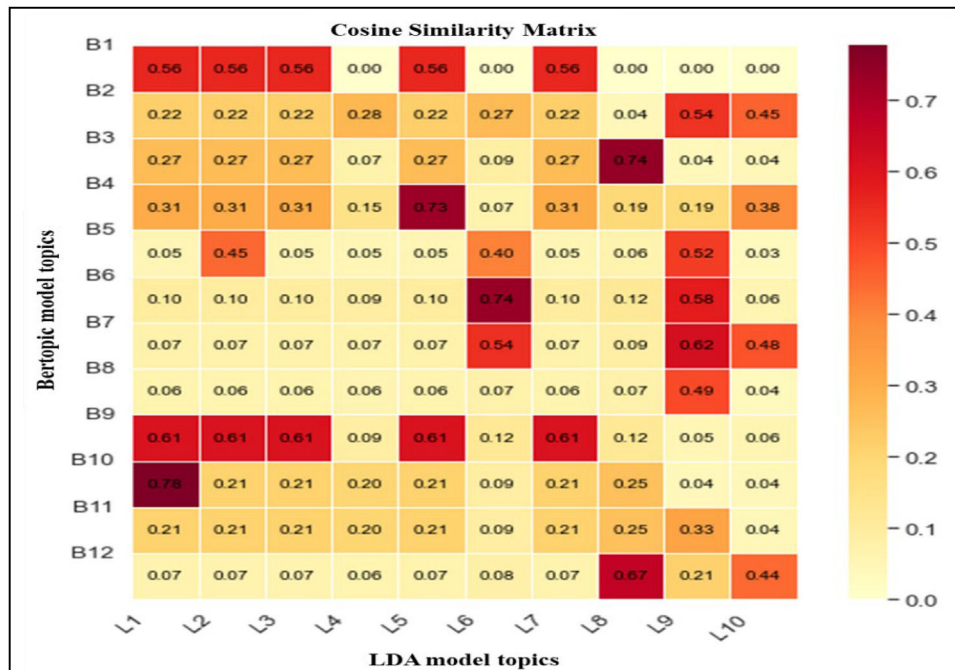 Cosine Similarity Matrix
B1
0.56 0.56 0.56 0.00 0.56 0.00 0.56 0.00 0.00 0.00
B2
0.22 0.22 0.22 0.28 0.22 0.27 0.22 0.04 0.54 0.45
B3
0.27 0.27 0.27 0.07 0.27 0.09 0.27 0.74 0.04 0.04
B4
0.31 0.31 0.31 0.15 0.73 0.07 0.31 0.19 0.19 0.38
B5
0.05 0.45 0.05 0.05 0.05 0.40 0.05 0.06 0.52 0.03
B6
0.10 0.10 0.10 0.09 0.10 0.74 0.10 0.12 0.58 0.06
B7
0.07 0.07 0.07 0.07 0.07 0.54 0.07 0.09 0.62 0.48
B8
0.06 0.06 0.06 0.06 0.06 0.07 0.06 0.06 0.49 0.04
B9
0.61 0.61 0.61 0.09 0.61 0.12 0.61 0.12 0.05 0.06
B10
0.78 0.21 0.21 0.20 0.21 0.09 0.21 0.25 0.04 0.04
B11
0.21 0.21 0.21 0.20 0.21 0.09 0.21 0.25 0.33 0.04
B12
0.07 0.07 0.07 0.06 0.07 0.08 0.07 0.67 0.21 0.44
L1 L2 L3 L4 L5 L6 L7 L8 L9 L10
LDA model topics
Bertopic model topics
0.7
0.6
0.5
0.4
0.3
0.2
0.1
0.0